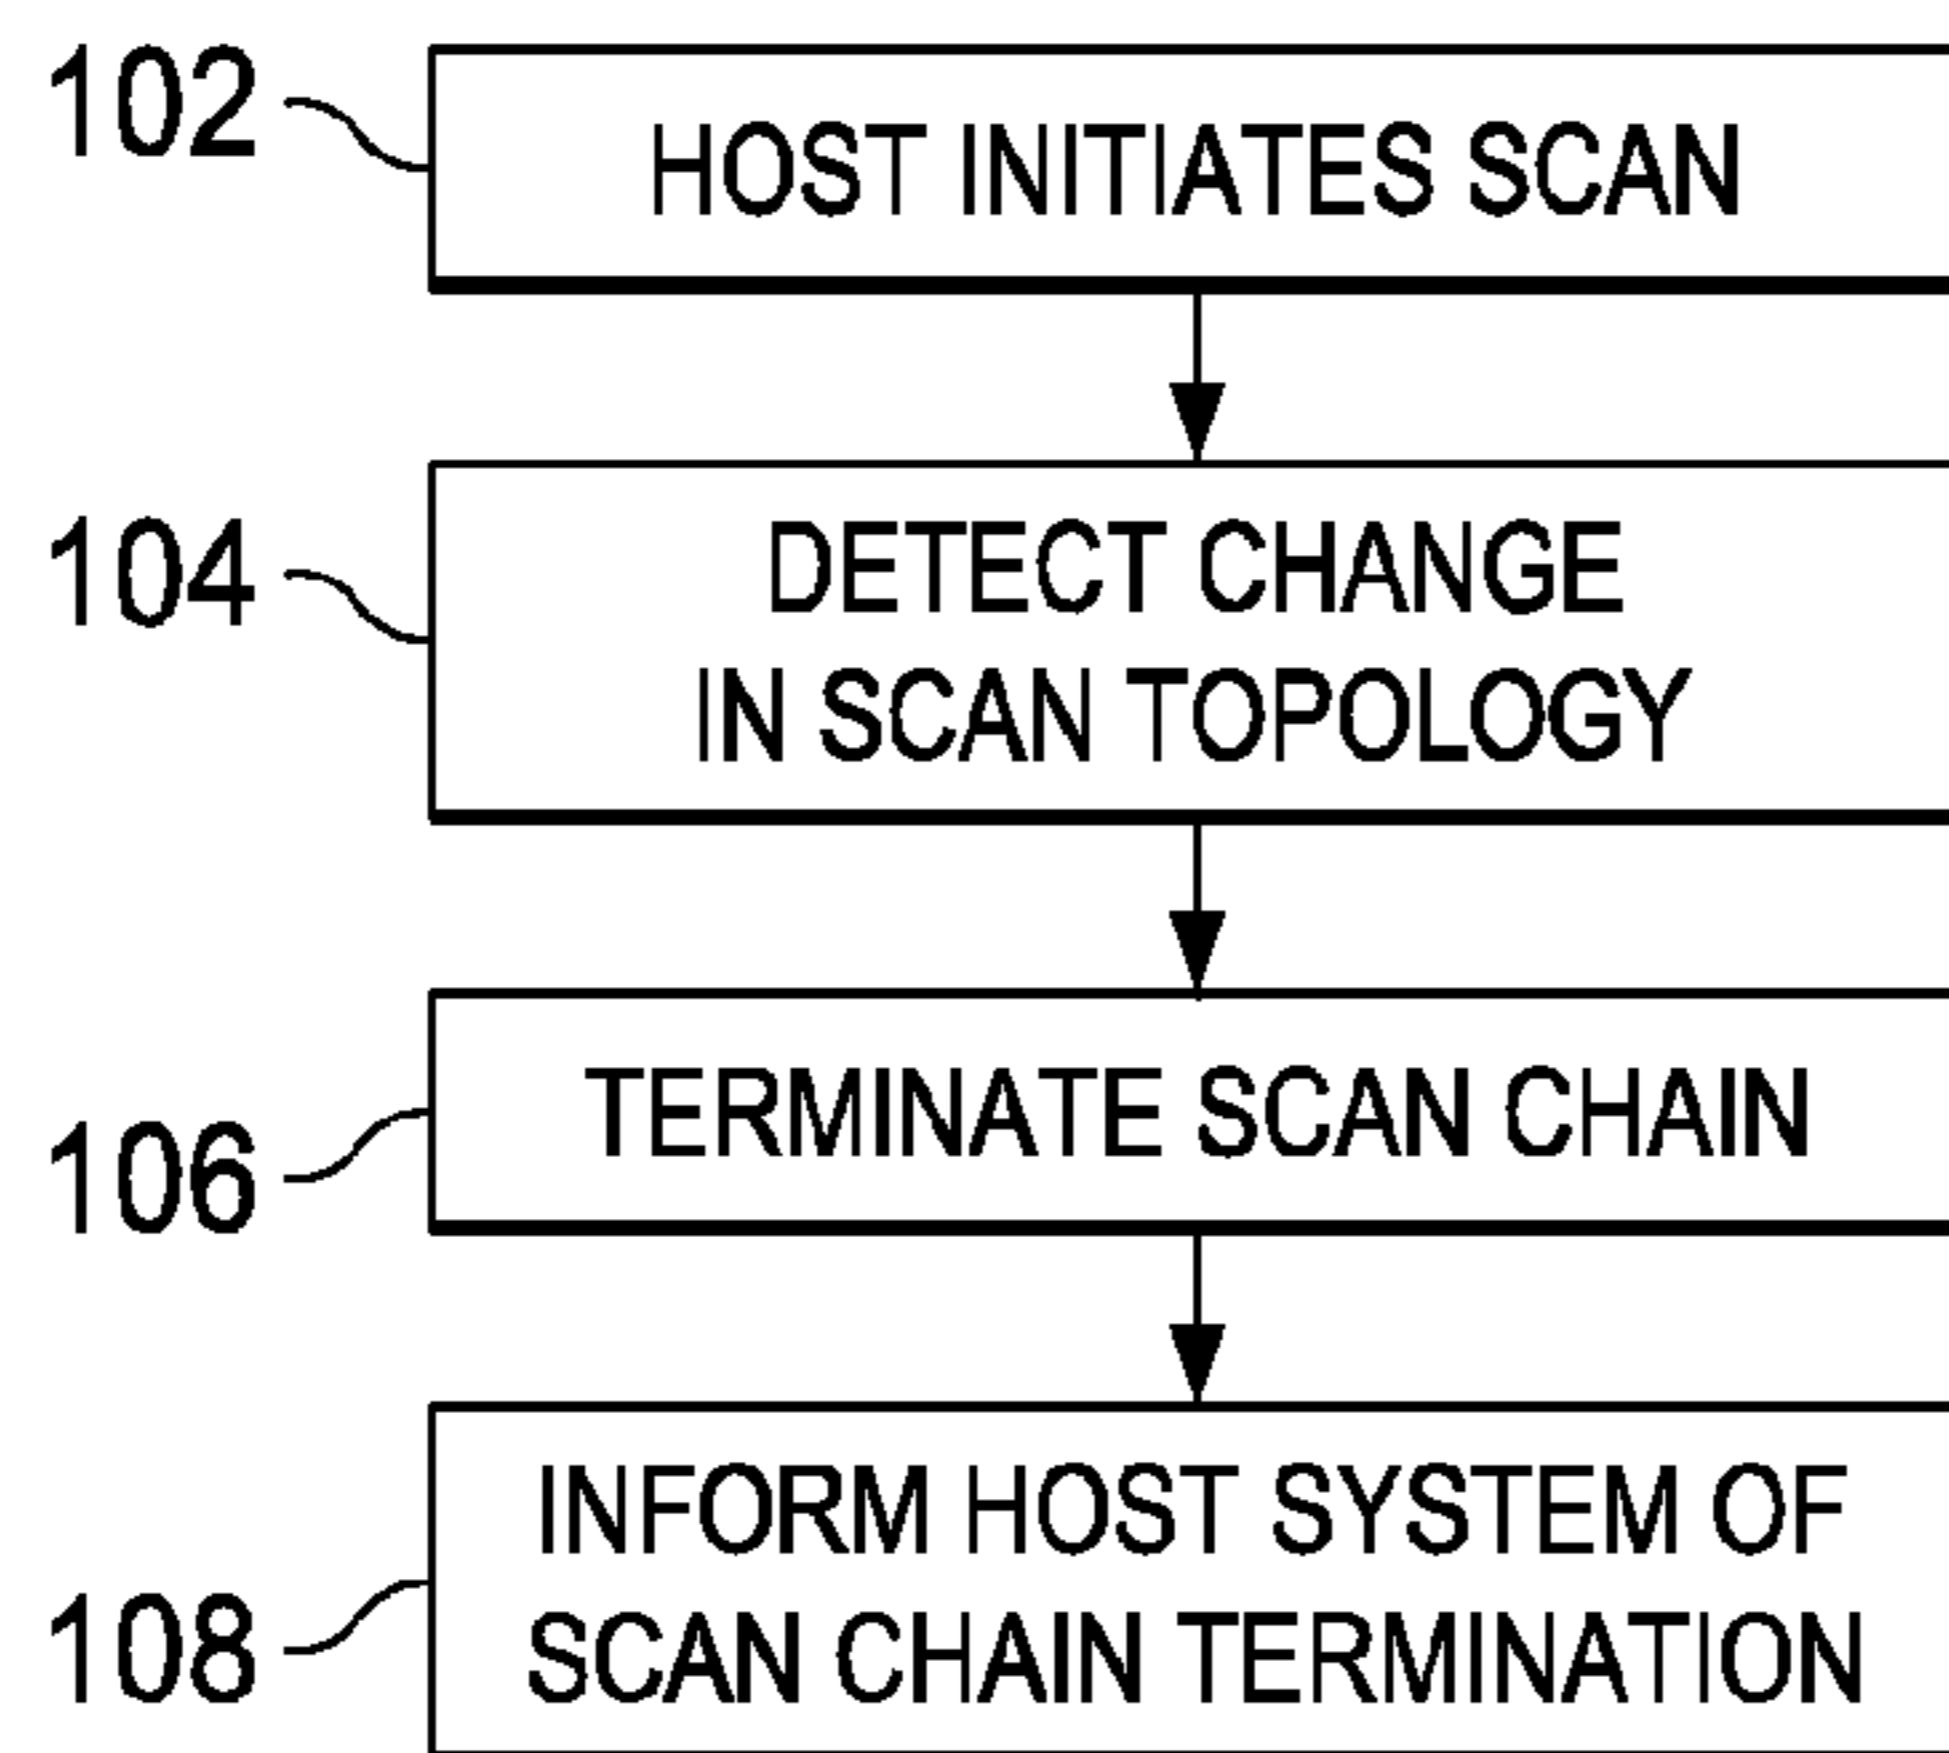 102
HOST INITIATES SCAN
104
DETECT CHANGE
IN SCAN TOPOLOGY
106
TERMINATE SCAN CHAIN
108
INFORM HOST SYSTEM OF
SCAN CHAIN TERMINATION